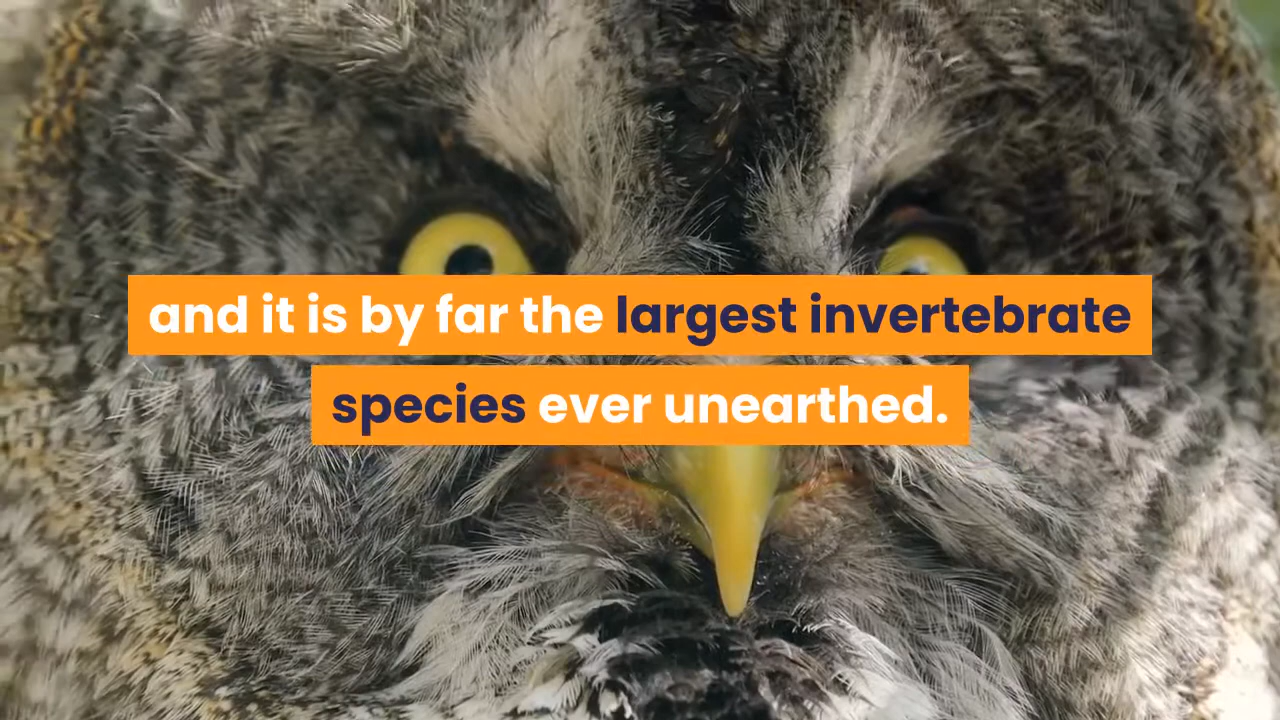 and it is by far the largest invertebrate
species ever unearthed.